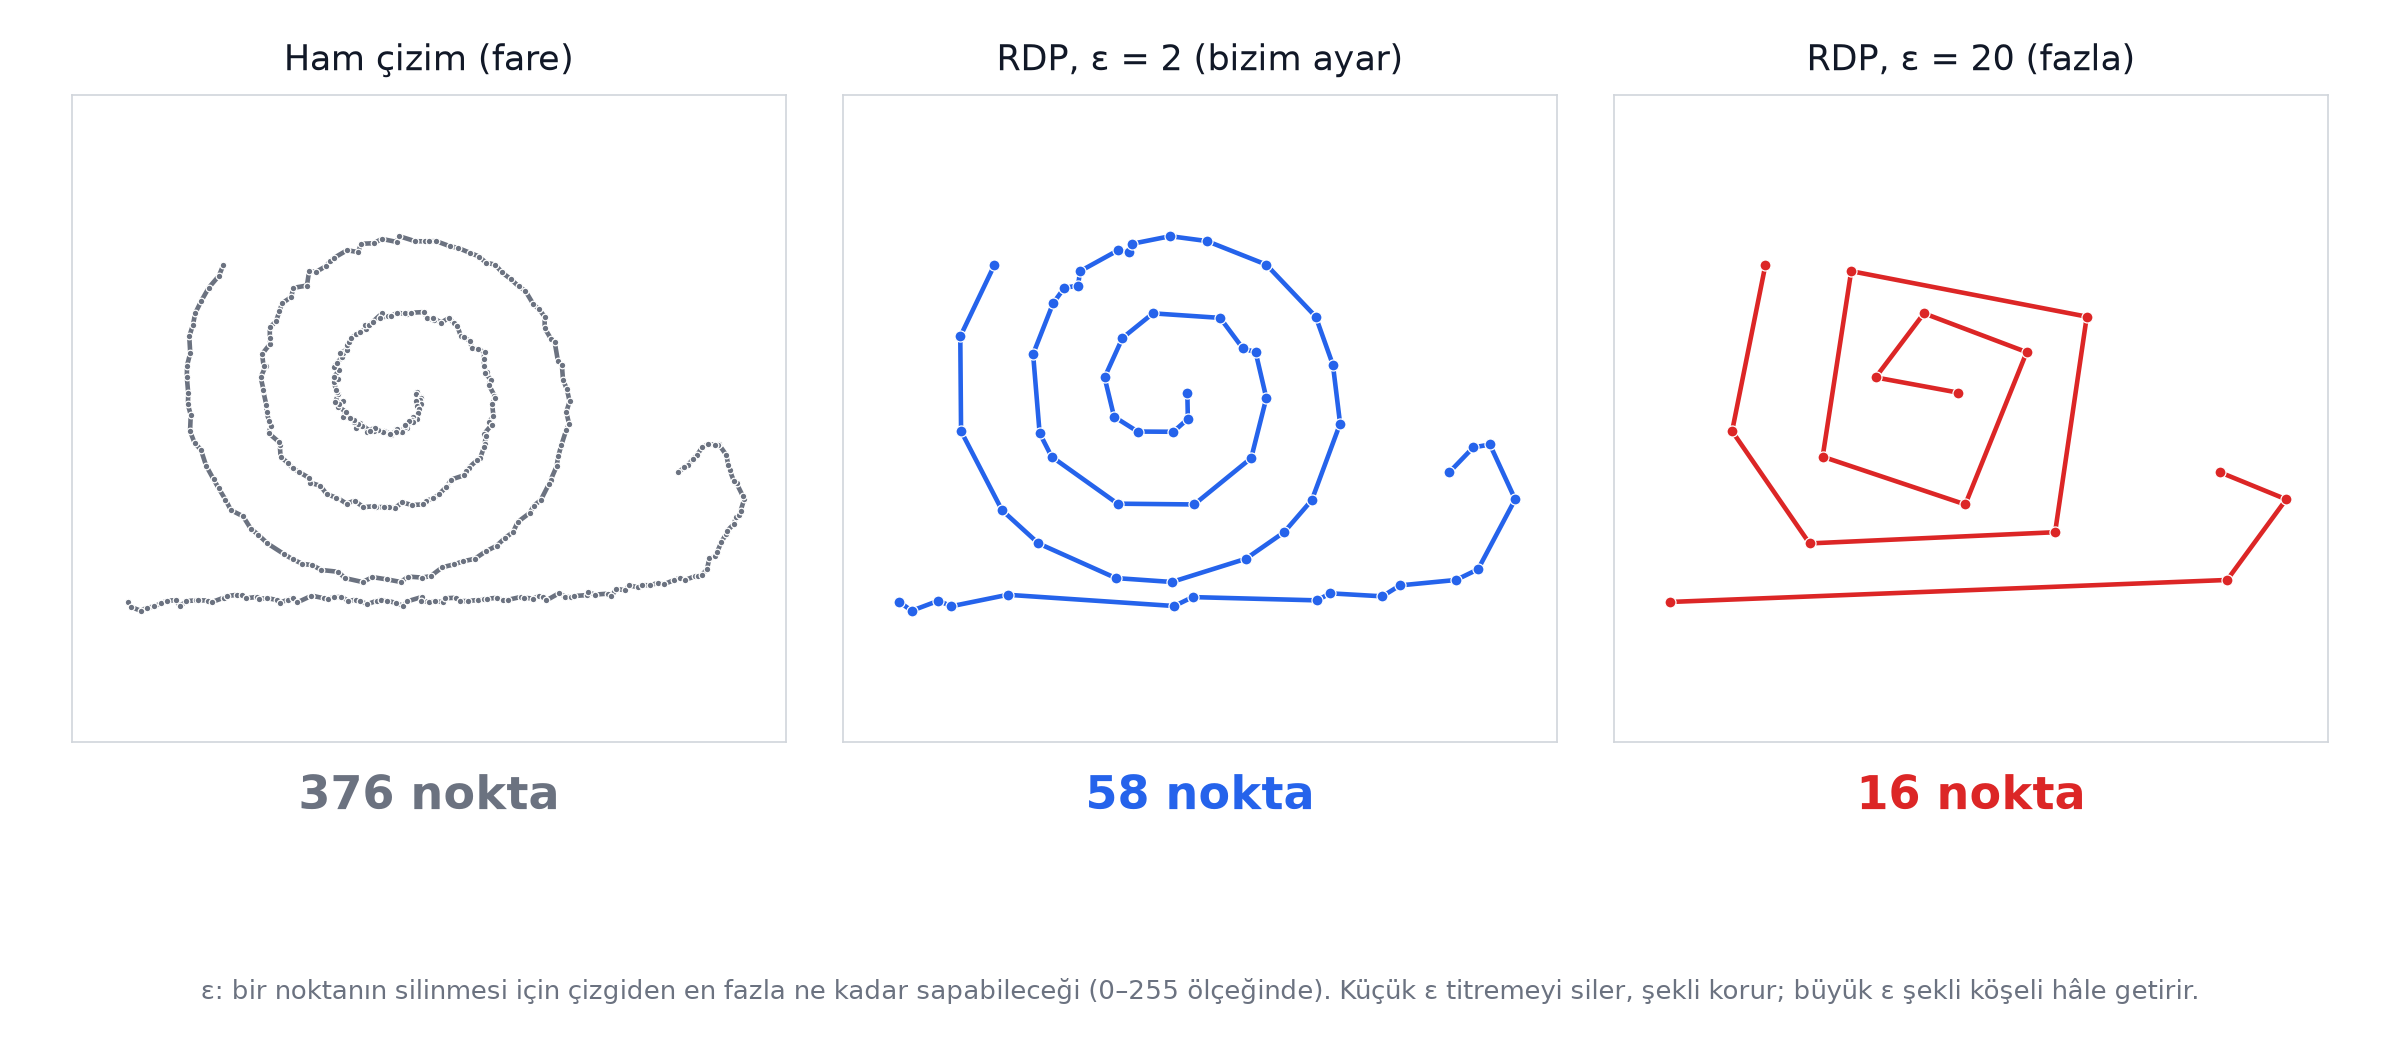 Ham çizim (fare)
RDP, ε = 2 (bizim ayar)
RDP, ε = 20 (fazla)
376 nokta
58 nokta
16 nokta
ε: bir noktanın silinmesi için çizgiden en fazla ne kadar sapabileceği (0–255 ölçeğinde). Küçük ε titremeyi siler, şekli korur; büyük ε şekli köşeli hâle getirir.